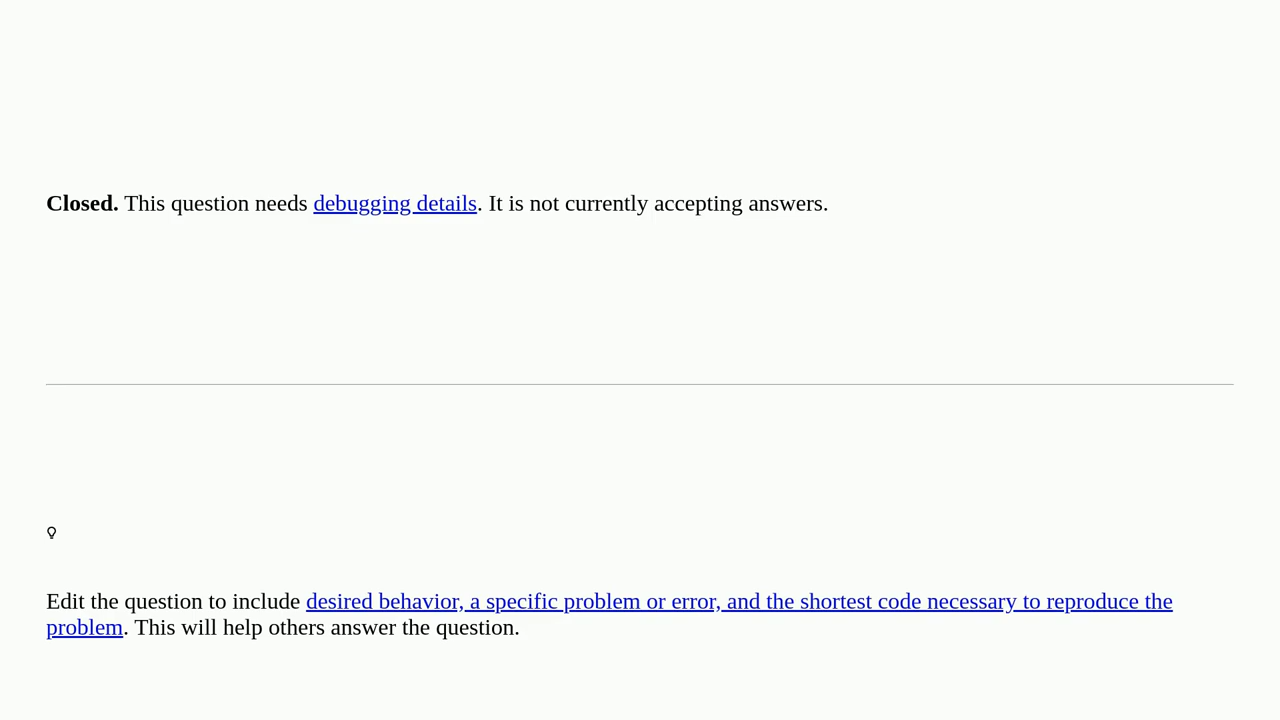 Closed. This question needs debugging details. It is not currently accepting answers.
Edit the question to include desired behavior, a specific problem or error, and the shortest code necessary to reproduce the
problem. This will help others answer the question.